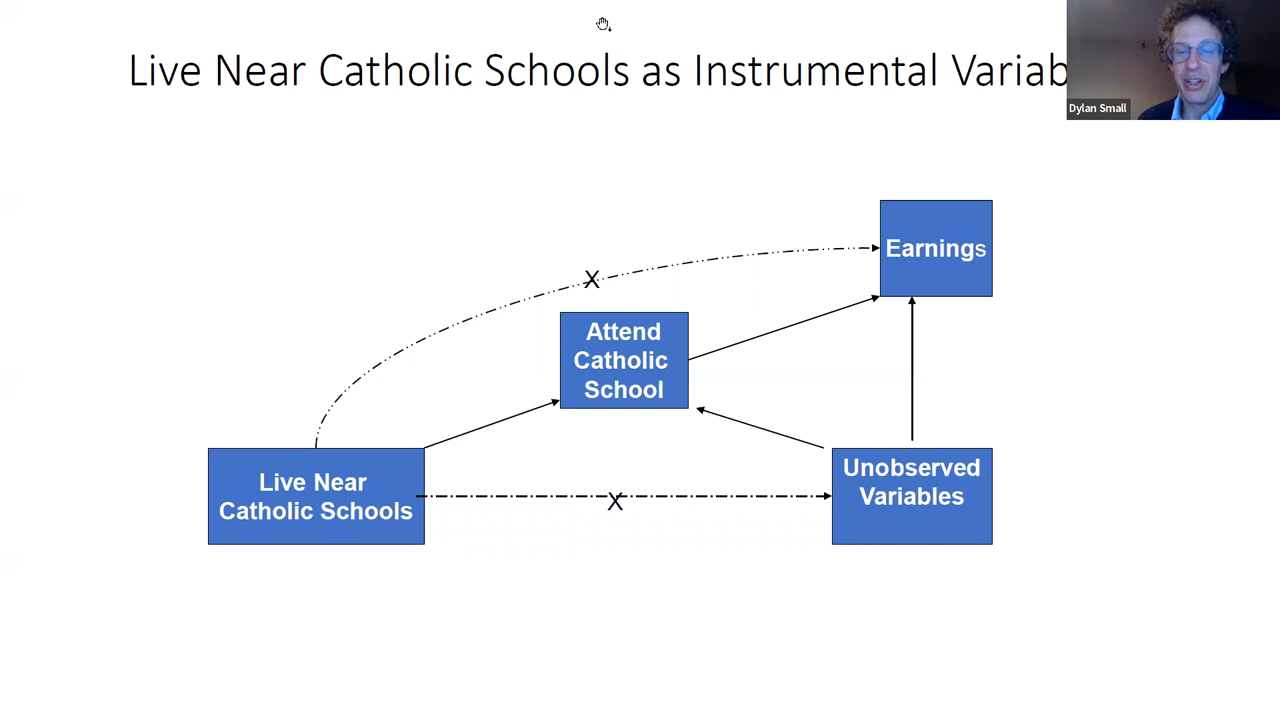 Live Near Catholic Schools as Instrumental Variab
Dylan Small
Earnings
X
Attend
Catholic
School
Live Near
Catholic Schools
X
Unobserved
Variables